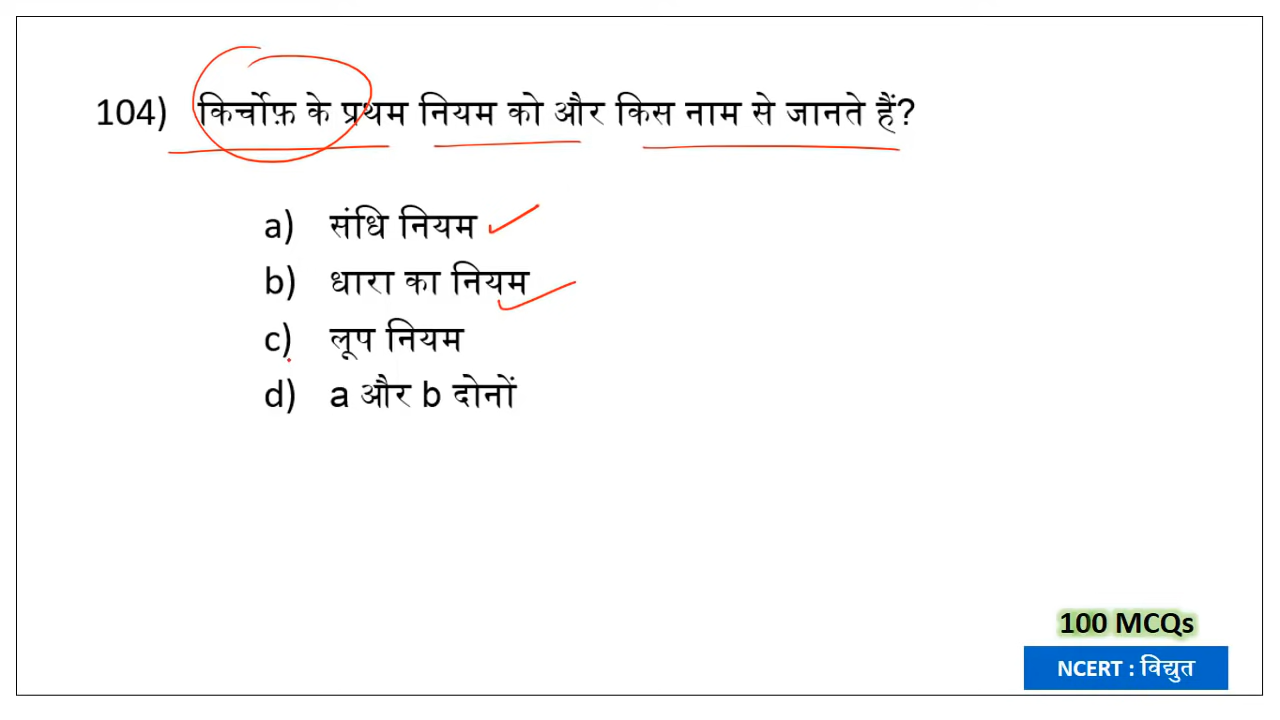 104) किर्चोफ़ के प्रथम नियम को और किस नाम से जानते हैं?
a) संधि नियम
b) धारा का नियम
c) लूप नियम
d) a और b दोनों
100 MCQs
NCERT : विद्युत